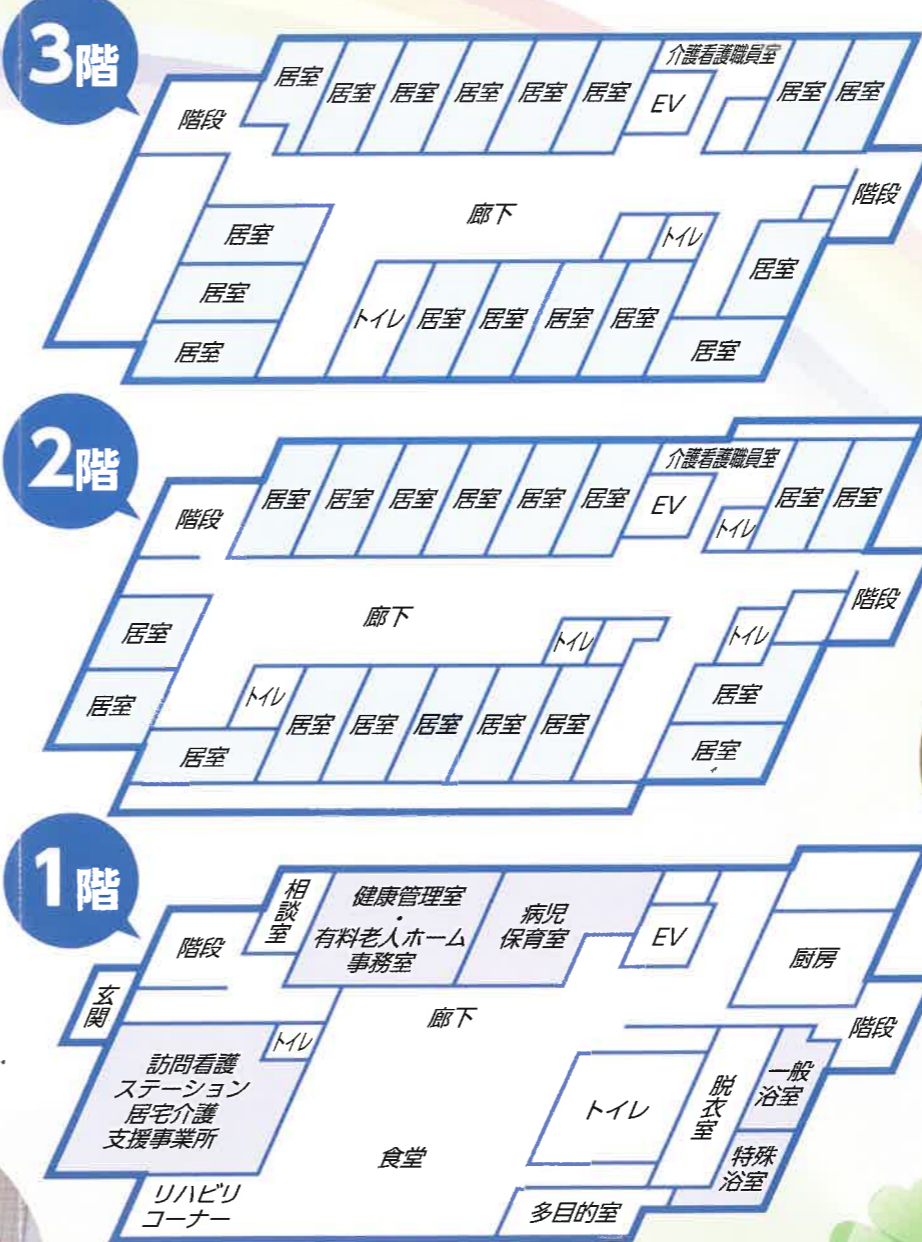 3階
介護看護職員室
居室
居室
居室
居室
居室
居室
EV
居室
居室
階段
階段
廊下
居室
トイレ
居室
居室
トイレ
居室
居室
居室
居室
居室
居室
2階
介護看護職員室
居室
居室
居室
居室
居室
居室
EV
居室
居室
階段
トイレ
階段
廊下
居室
トイレ
トイレ
居室
トイレ
居室
居室
居室
居室
居室
居室
居室
居室
1階
相談室
健康管理室
・
有料老人ホーム
事務室
病児
保育室
EV
階段
厨房
玄関
廊下
階段
トイレ
訪問看護
ステーション
居宅介護
支援事業所
トイレ
脱衣室
一般
浴室
食堂
特殊
浴室
リハビリ
コーナー
多目的室